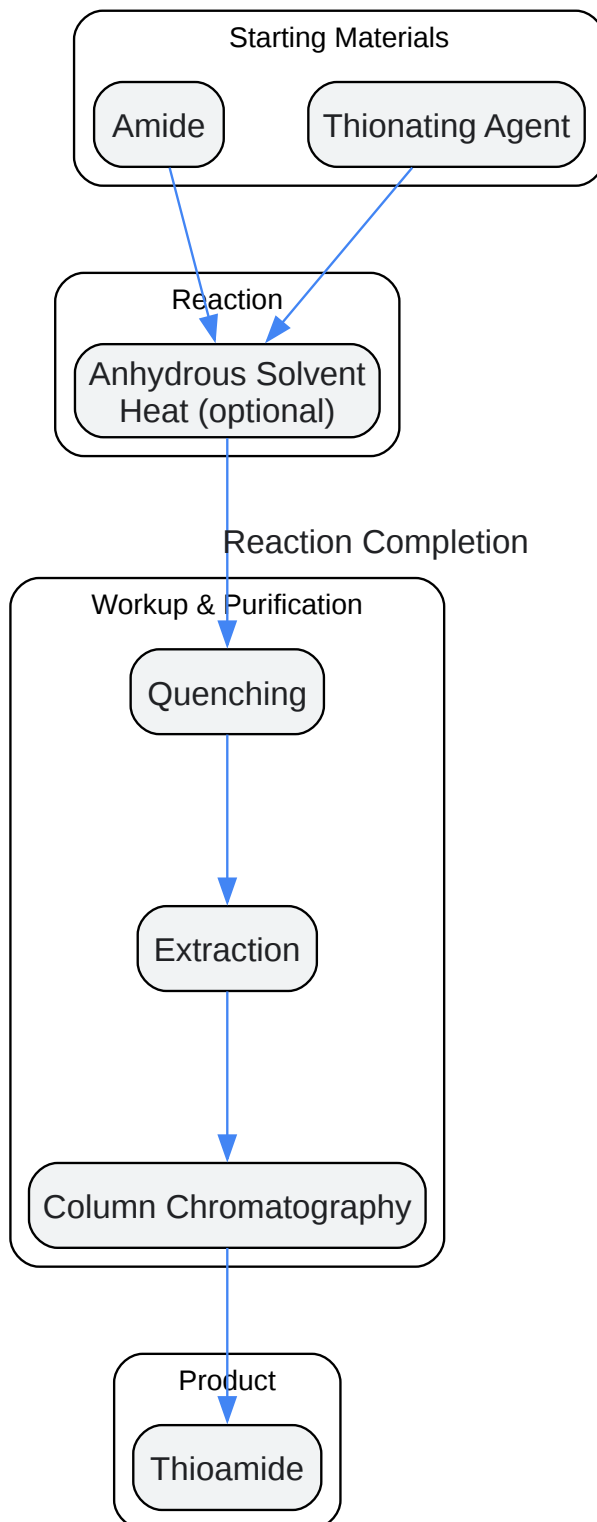 Starting Materials
Amide
Thionating Agent
Reaction
Anhydrous Solvent
Heat (optional)
Reaction Completion
Workup & Purification
Quenching
Extraction
Column Chromatography
Product
Thioamide